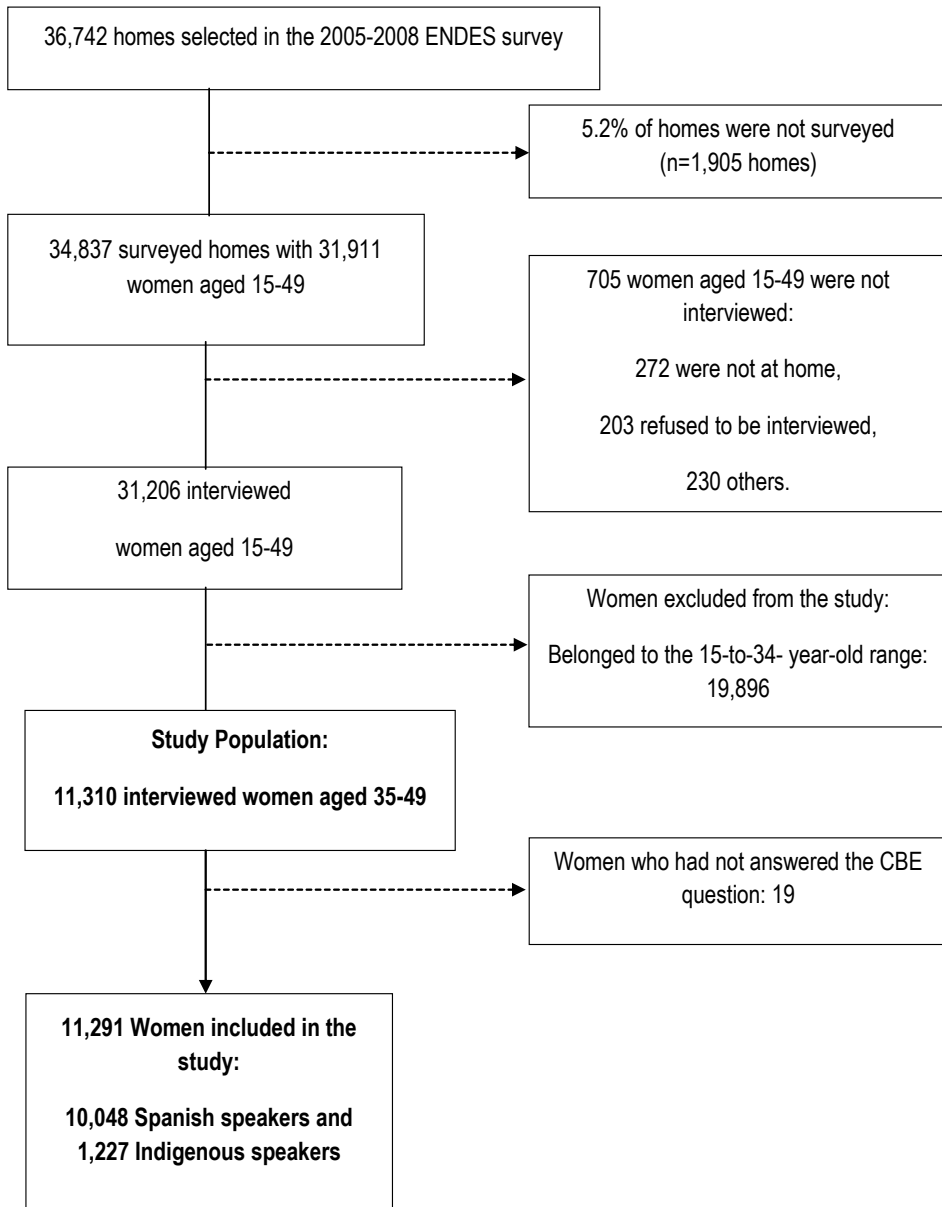 36,742 homes selected in the 2005-2008 ENDES survey
5.2% of homes were not surveyed
(n=1,905 homes)
34,837 surveyed homes with 31,911
women aged 15-49
705 women aged 15-49 were not
interviewed:
272 were not at home,
203 refused to be interviewed,
230 others.
31,206 interviewed
women aged 15-49
Women excluded from the study:
Belonged to the 15-to-34- year-old range:
19,896
Study Population:
11,310 interviewed women aged 35-49
Women who had not answered the CBE
question: 19
11,291 Women included in the
study:
10,048 Spanish speakers and
1,227 Indigenous speakers